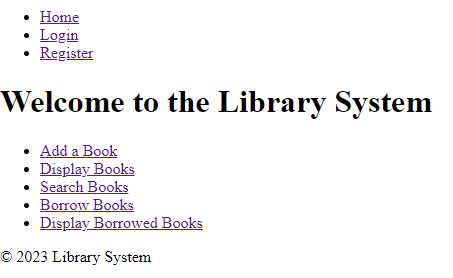 Home
Login
Register
Welcome to the Library System
Add a Book
Display Books
Search Books
Borrow Books
Display Borrowed Books
© 2023 Library System